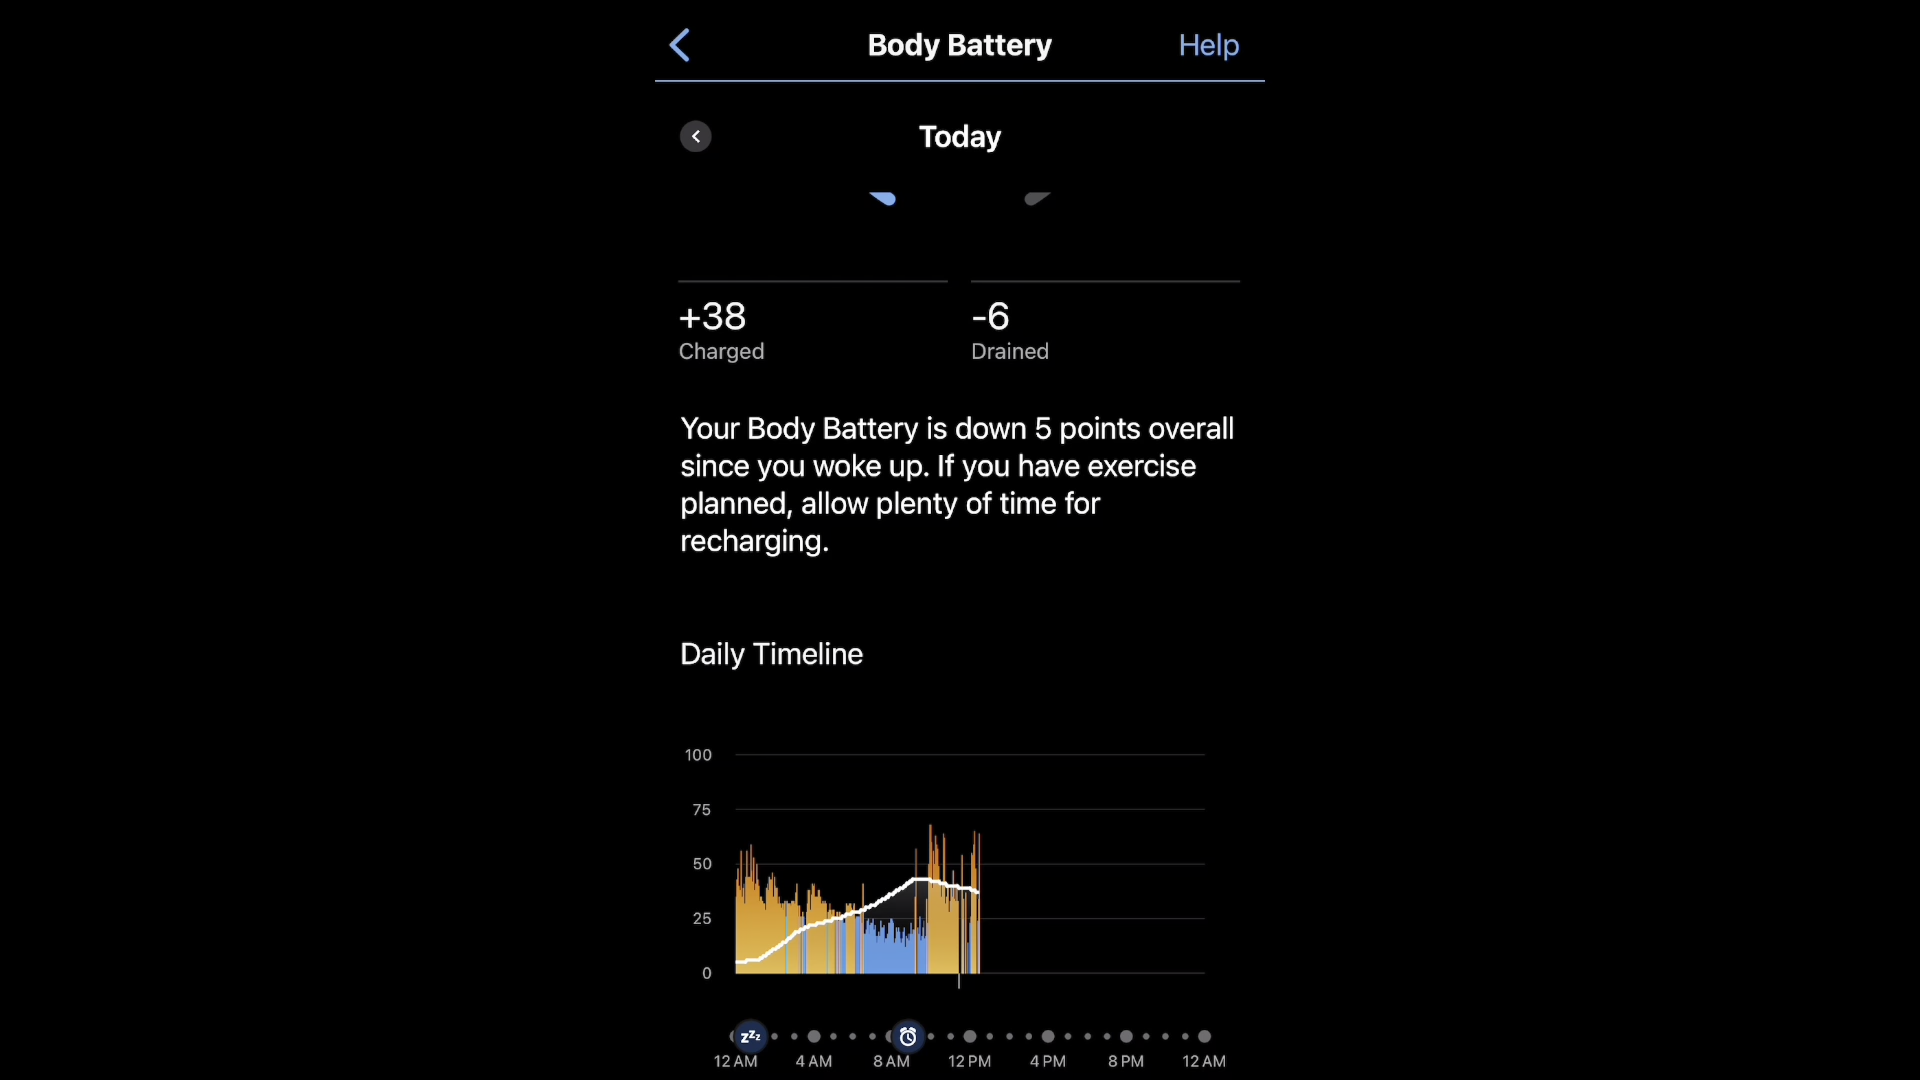 Body Battery Help
Today
+38 -6
Charged Drained
Your Body Battery is down 5 points overall
since you woke up. If you have exercise
planned, allow plenty of time for
recharging.
Daily Timeline
100
75
50
25
0
zzz
12 AM 4 AM 8 AM 12 PM 4 PM 8 PM 12 AM